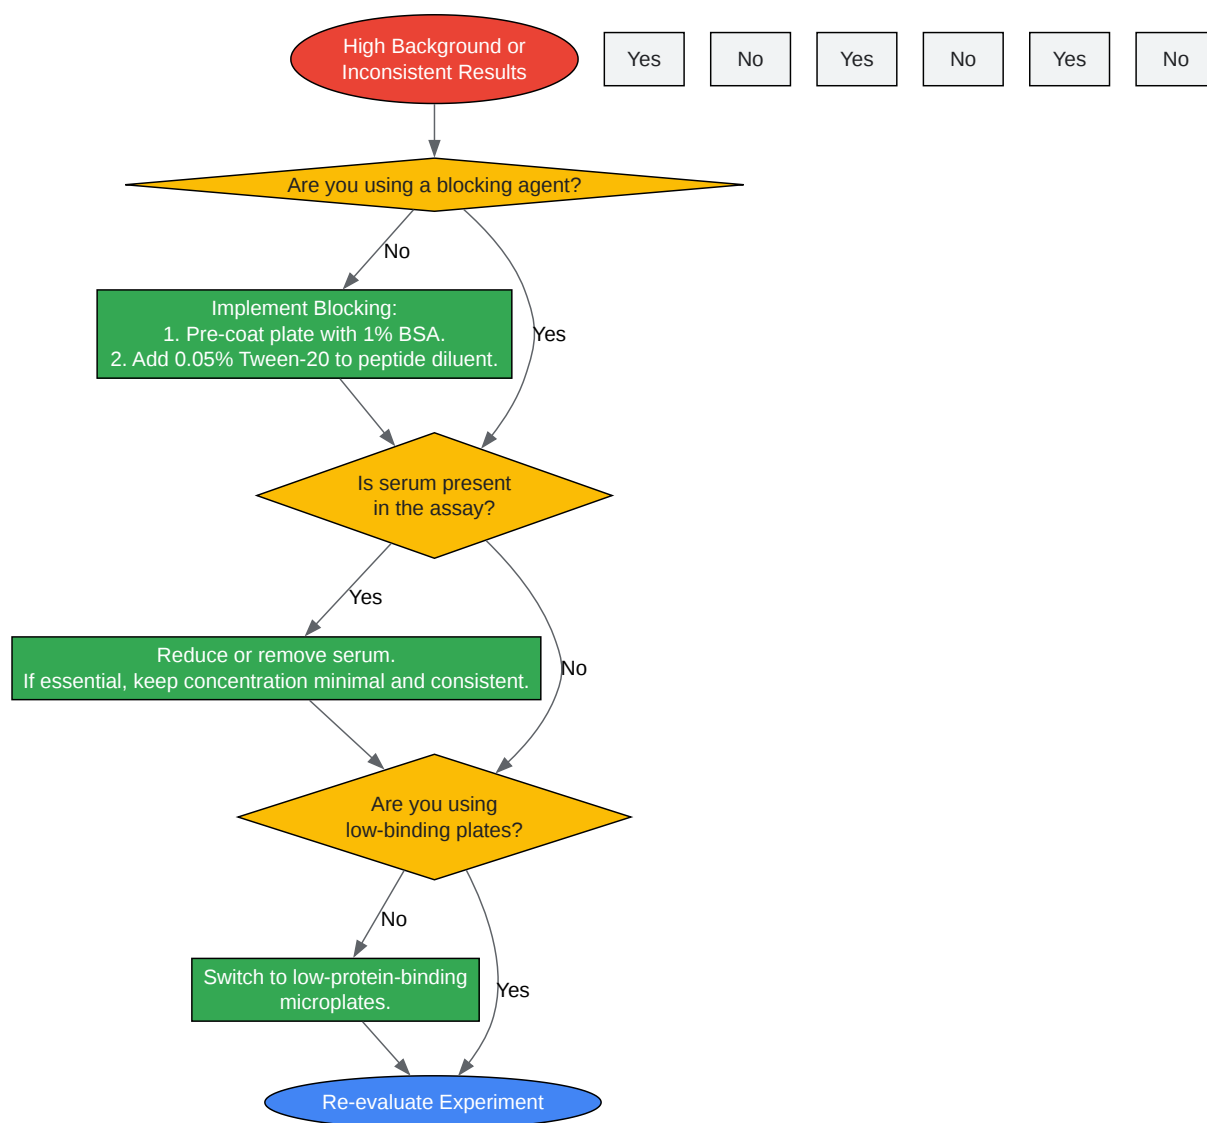 High Background or
Inconsistent Results
Yes
No
Yes
No
Yes
No
Are you using a blocking agent?
No
Implement Blocking:
1. Pre-coat plate with 1% BSA.
2. Add 0.05% Tween-20 to peptide diluent.
Yes
Is serum present
in the assay?
Yes
Reduce or remove serum.
If essential, keep concentration minimal and consistent.
No
Are you using
low-binding plates?
No
Switch to low-protein-binding
microplates.
Yes
Re-evaluate Experiment